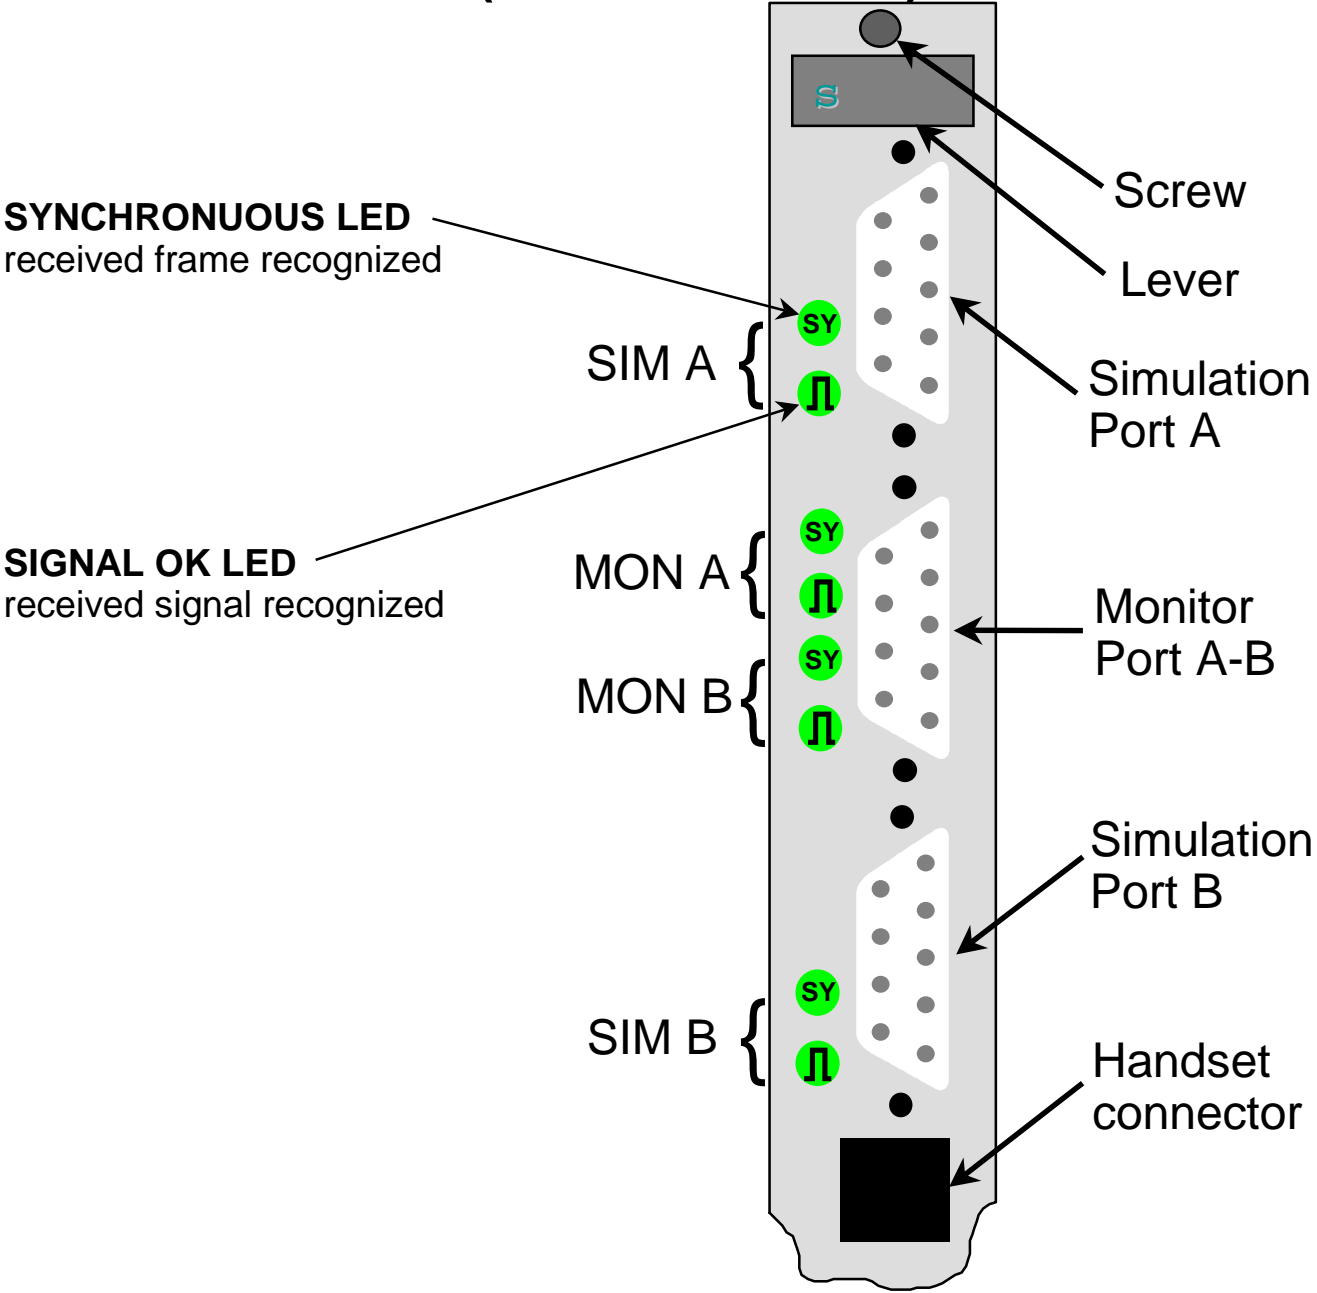 S
Screw
SYNCHRONUOUS LED
received frame recognized
Lever
SY
SIM A
Simulation
Port A
SY
MON A
SIGNAL OK LED
received signal recognized
Monitor
Port A-B
SY
MON B
Simulation
Port B
SY
SIM B
Handset
connector